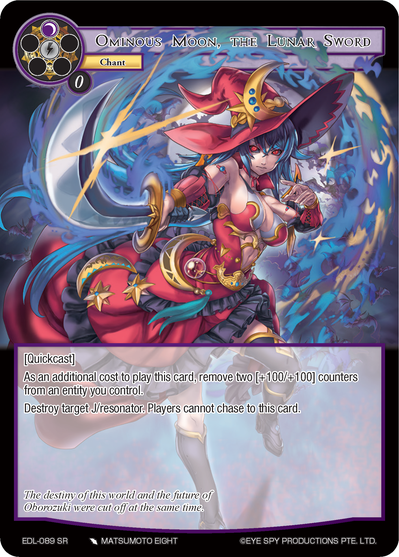 Ominous Moon, the Lunar Sword
Chant
0
[Quickcast]
As an additional cost to play this card, remove two [+100/+100] counters
from an entity you control.
Destroy target J/resonator. Players cannot chase to this card.
The destiny of this world and the future of
Oborozuki were cut off at the same time.
EDL-089 SR MATSUMOTO EIGHT ©EYE SPY PRODUCTIONS PTE. LTD.